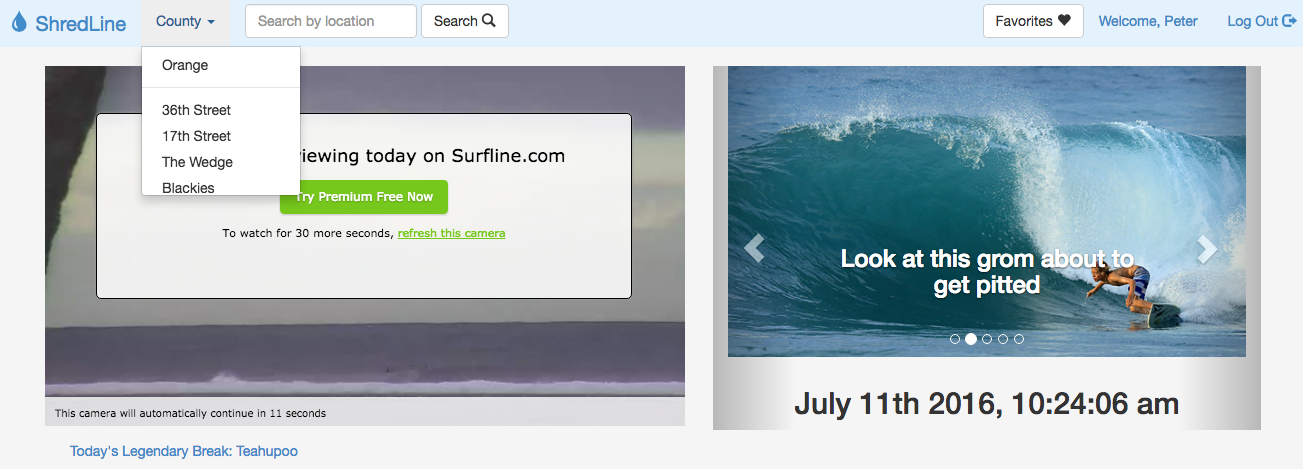 ShredLine
County
Search by location
Search
Favorites
Welcome, Peter
Log Out
Orange
36th Street
17th Street
The Wedge
Blackies
viewing today on Surfline.com
Try Premium Free Now
To watch for 30 more seconds, refresh this camera
This camera will automatically continue in 11 seconds
Today's Legendary Break: Teahupoo
Look at this grom about to
get pitted
July 11th 2016, 10:24:06 am